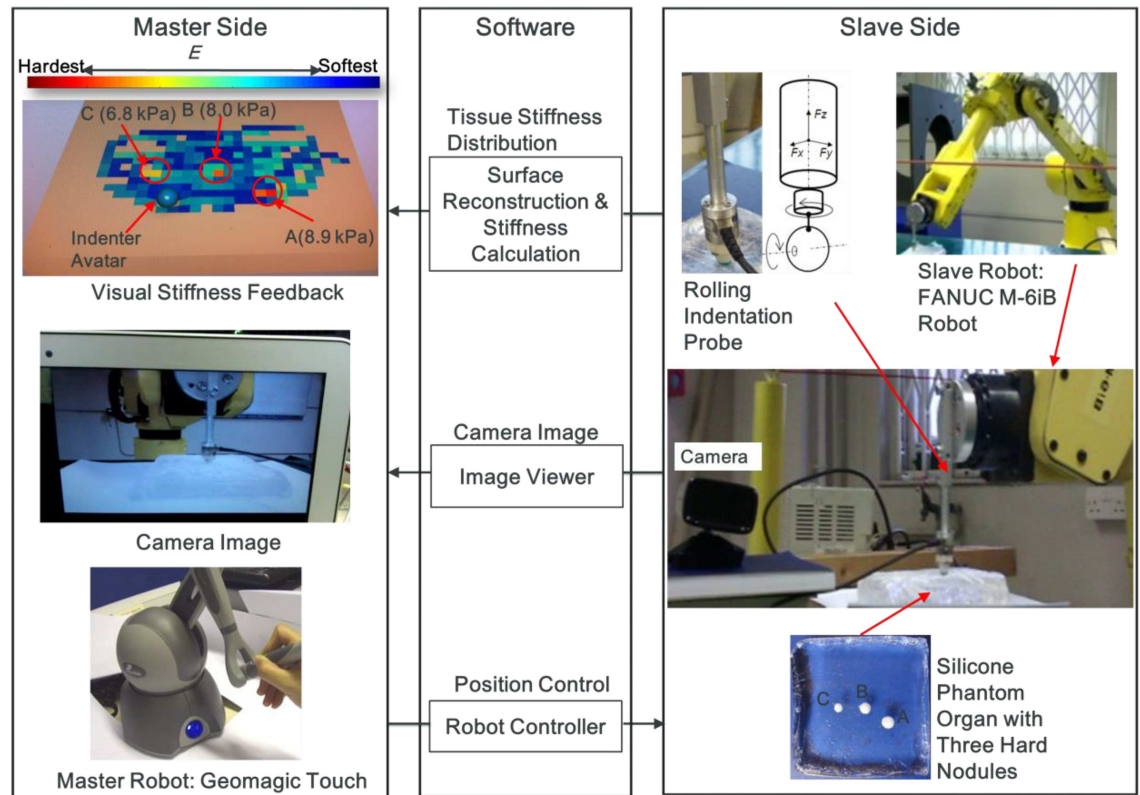 Master Side
E
Hardest
Softest
C (6.8 kPa)
B (8.0 kPa)
Indenter
Avatar
A(8.9 kPa)
Visual Stiffness Feedback
Camera Image
Master Robot: Geomagic Touch
Software
Tissue Stiffness
Distribution
Surface
Reconstruction &
Stiffness
Calculation
Camera Image
Image Viewer
Position Control
Robot Controller
Slave Side
Fz
Fx
Fy
θ
Rolling
Indentation
Probe
Slave Robot:
FANUC M-6iB
Robot
Camera
M-6iB
C
B
A
Silicone
Phantom
Organ with
Three Hard
Nodules